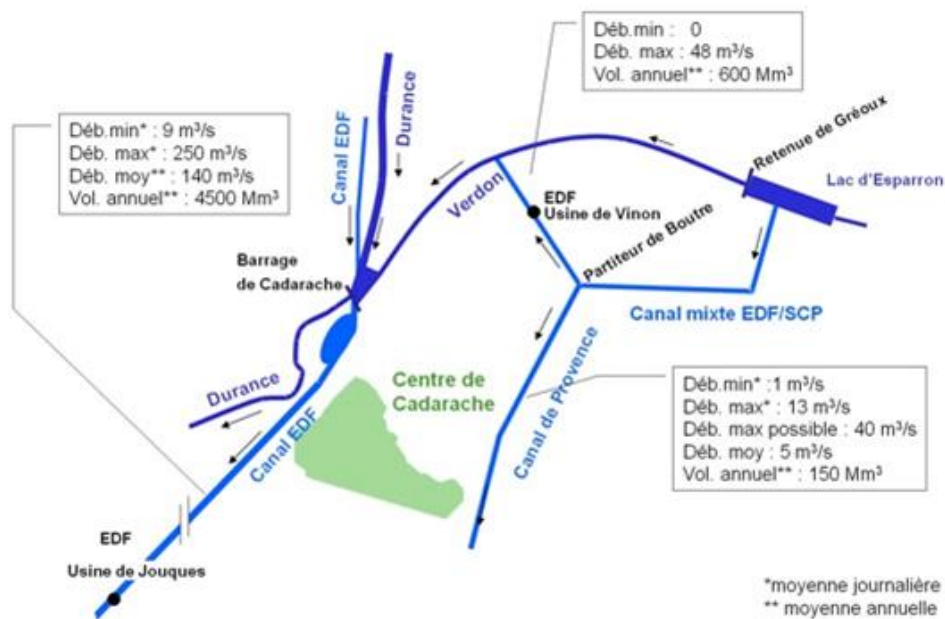 Déb.min : 0
Déb. max : 48 m³/s
Vol. annuel** : 600 Mm³
Déb.min* : 9 m³/s
Déb. max* : 250 m³/s
Déb. moy** : 140 m³/s
Vol. annuel** : 4500 Mm³
Canal EDF
Durance
Verdon
EDF
Usine de Vinon
Retenue de Gréoux
Lac d'Esparron
Partiteur de Boutre
Barrage
de Cadarache
Canal mixte EDF/SCP
Durance
Canal EDF
Centre de
Cadarache
Canal de Provence
Déb.min* :1 m³/s
Déb. max* : 13 m³/s
Déb. max possible : 40 m³/s
Déb. moy : 5 m³/s
Vol. annuel** : 150 Mm³
EDF
Usine de Jouques
*moyenne journalière
** moyenne annuelle